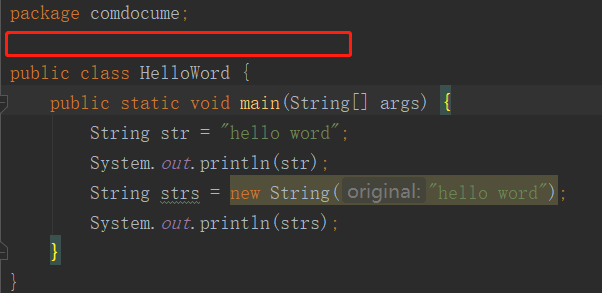 package comdocume;
public class HelloWord {
public static void main(String[] args) {
String str = "hello word";
System.out.println(str);
String strs = new String( original: "hello word");
System.out.println(strs);
}
}